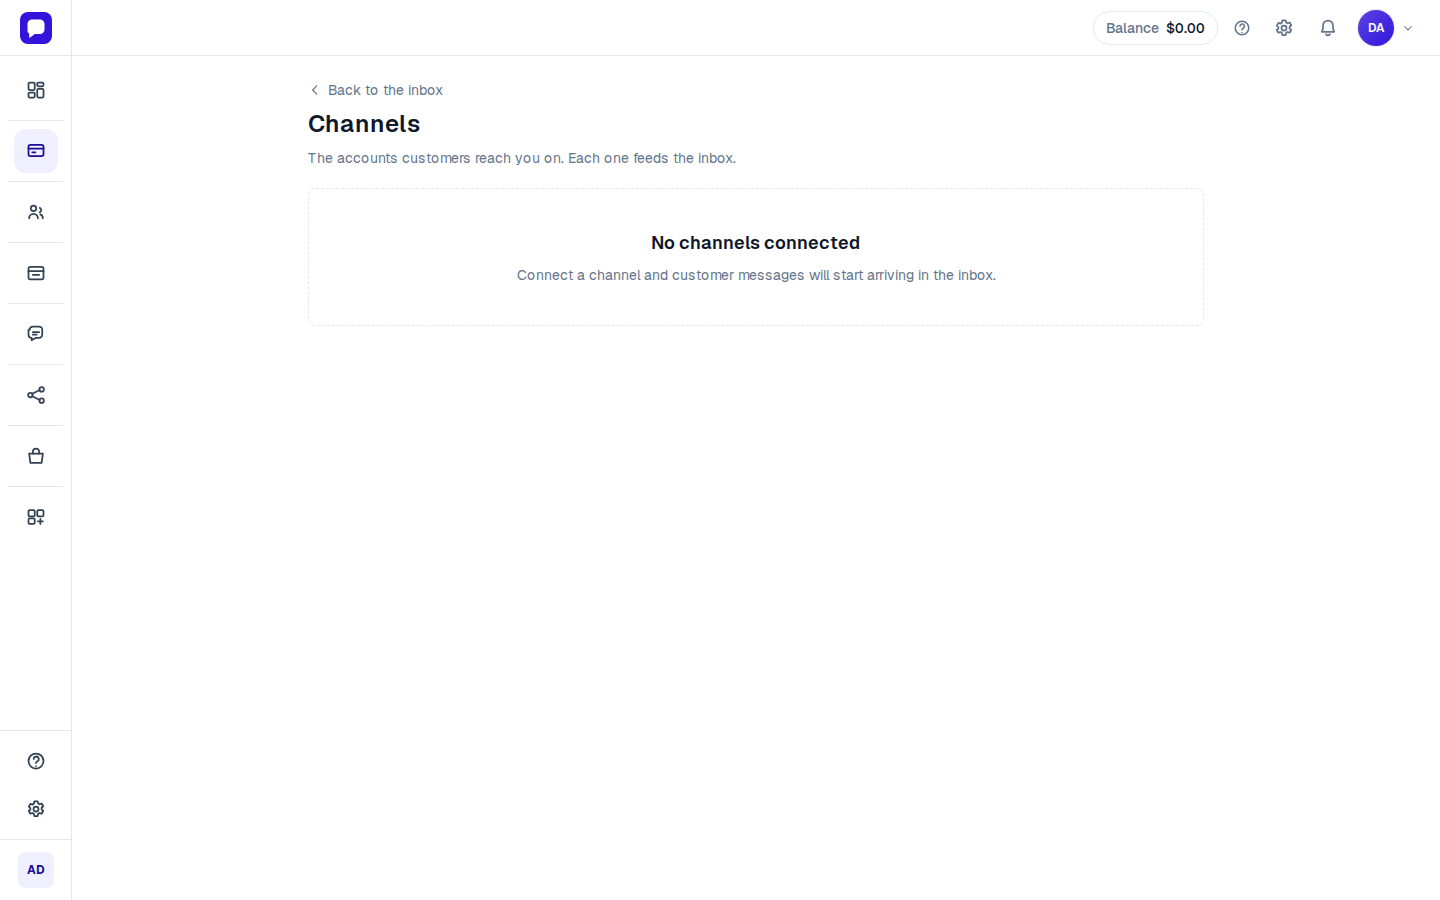 Balance $0.00
DA
Back to the inbox
Channels
The accounts customers reach you on. Each one feeds the inbox.
No channels connected
Connect a channel and customer messages will start arriving in the inbox.
AD